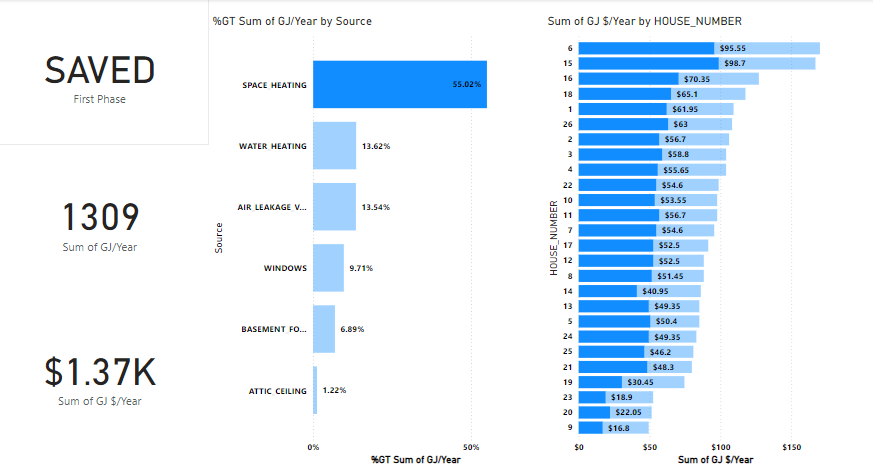 SAVED
First Phase
1309
Sum of GJ/Year
$1.37K
Sum of GJ $/Year
%GT Sum of GJ/Year by Source
Source
SPACE HEATING 55.02%
WATER HEATING 13.62%
AIR LEAKAGE V... 13.54%
WINDOWS 9.71%
BASEMENT FO... 6.89%
ATTIC CEILING 1.22%
0% 50%
%GT Sum of GJ/Year
Sum of GJ $/Year by HOUSE_NUMBER
HOUSE_NUMBER
6 $95.55
15 $98.7
16 $70.35
18 $65.1
1 $61.95
26 $63
2 $56.7
3 $58.8
4 $55.65
22 $54.6
10 $53.55
11 $56.7
7 $54.6
17 $52.5
12 $52.5
8 $51.45
14 $40.95
13 $49.35
5 $50.4
24 $49.35
25 $46.2
21 $48.3
19 $30.45
23 $18.9
20 $22.05
9 $16.8
$0 $50 $100 $150
Sum of GJ $/Year